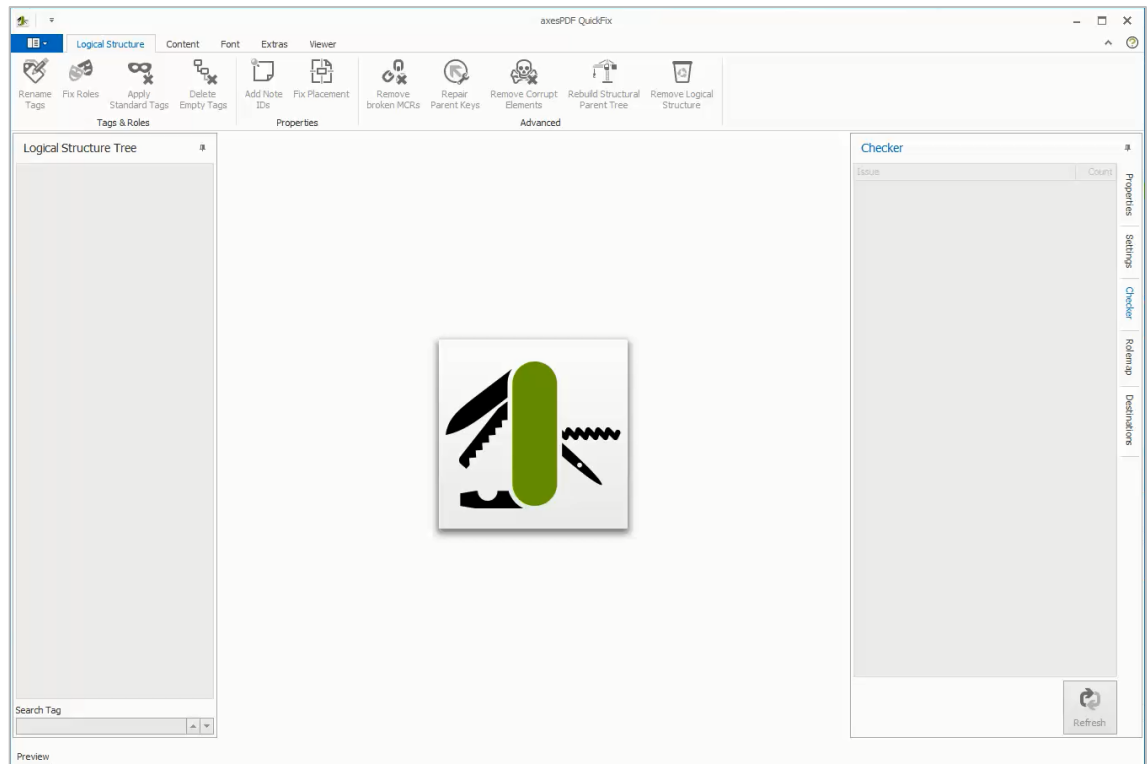 axesPDF QuickFix
Logical Structure Content Font Extras Viewer
Rename Tags
Fix Roles
Apply Standard Tags
Delete Empty Tags
Add Note IDs
Fix Placement
Remove broken MCRs
Repair Parent Keys
Remove Corrupt Elements
Rebuild Structural Parent Tree
Remove Logical Structure
Tags & Roles Properties Advanced
Logical Structure Tree
Checker
Issue Count
Properties
Settings
Checker
Rolemap
Destinations
Search Tag
Refresh
Preview